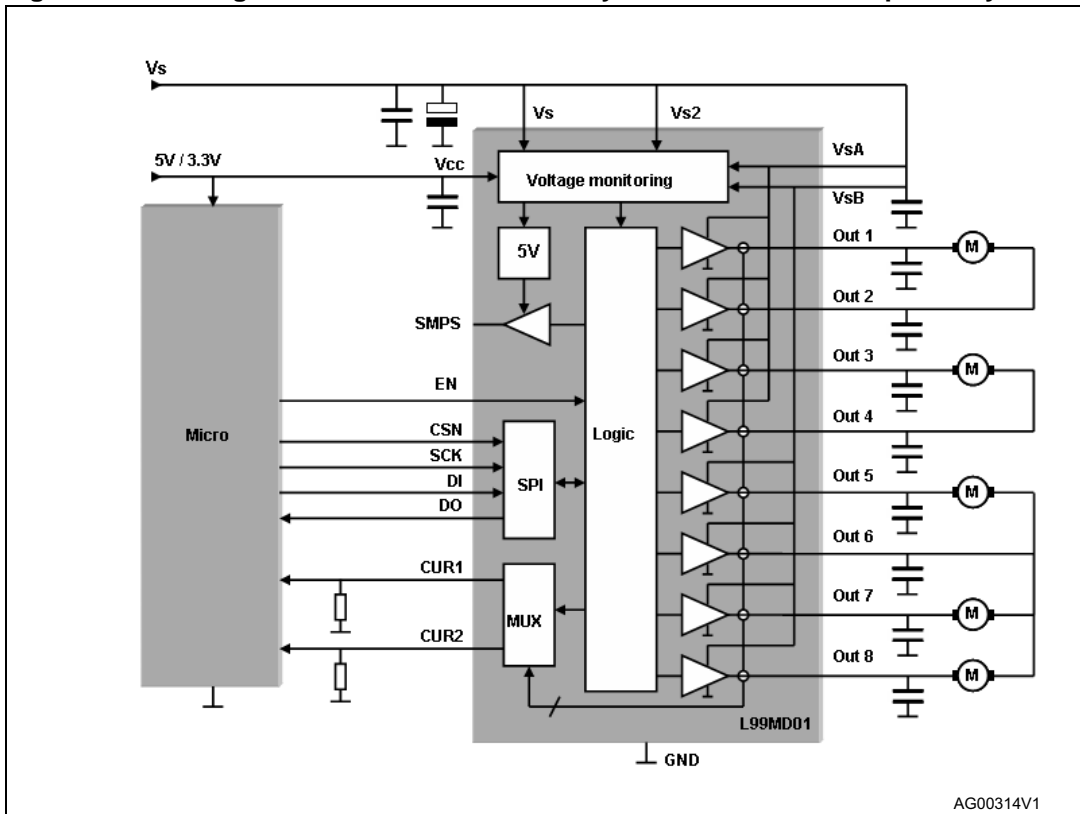 Vs
Vs
Vs2
VsA
5V / 3.3V
Vcc
Voltage monitoring
VsB
Out 1
M
5V
Out 2
SMPS
Out 3
M
EN
Micro
CSN
Logic
Out 4
SCK
DI
SPI
Out 5
M
DO
Out 6
CUR1
MUX
Out 7
M
CUR2
Out 8
M
L99MD01
GND
AG00314V1